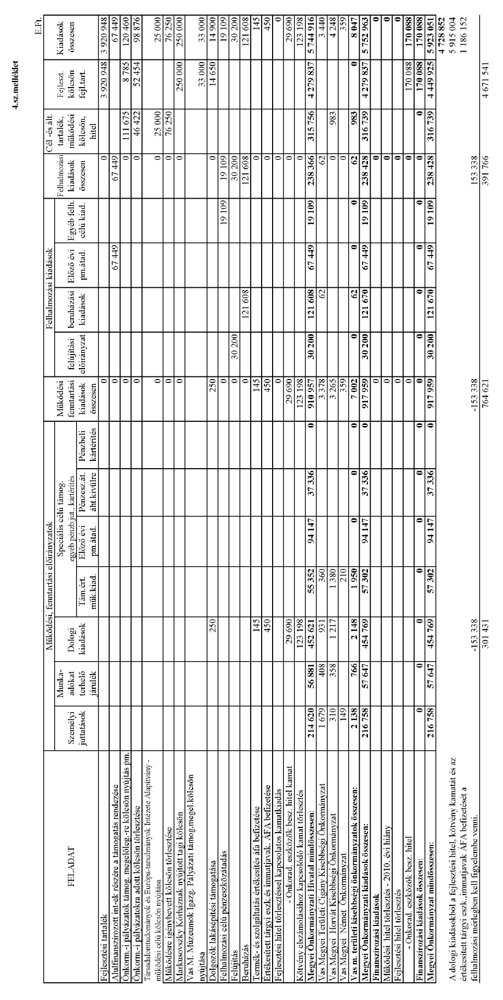 4.sz.melléklet
E.Ft.
Működési, fenntartási előirányzatok Felhalmozási kiadások
FELADAT Személyi juttatások Munka-adókat terhelő járulék Dologi kiadások Speciális célú támog. egyéb pénzb.jut., kártérítés Tám.ért. műk.kiad. Előző évi pm.átad. Pénzesz.át. áht.kívülre Pénzbeli kártérítés Működési fenntartási kiadások összesen felújítási előirányzat beruházási kiadások Előző évi pm.átad. Egyéb felh. célú kiad. Felhalmozási kiadások összesen Cél -és ált. tartalék, működési kölcsön, hitel Fejleszt. kölcsön fejl.tart. Kiadások összesen
Fejlesztési tartalék 0 0 3 920 948 3 920 948
Alulfinanszírozott int-ek részére a támogatás rendezése 0 67 449 67 449 67 449
Önkorm.-i pályázatok támog. megelőleg.-re kölcsön nyújtás pm. 0 0 111 675 8 785 120 460
Önkorm.-i pályázatokra adott kölcsön törlesztése 0 0 46 422 52 454 98 876
Társadalomtudományok és Európa-tanulmányok Intézete Alapítvány -
működési célú kölcsön nyújtása 0 0 25 000 25 000
Működésre igénybevett kölcsön törlesztése 0 0 76 250 76 250
Markusovszky Kórháznak nyújtott tagi kölcsön 0 0 250 000 250 000
Vas M. Múzeumok Igazg. Pályázati támog.megel.kölcsön
nyújtása 33 000 33 000
Dolgozók lakásépítési támogatása 250 250 0 14 650 14 900
Felhalmozási célú pénzeszközátadás 0 19 109 19 109 19 109
Felújítás 0 30 200 30 200 30 200
Beruházás 0 121 608 121 608 121 608
Termék- és szolgáltatás értékesítés áfa befizetése 145 145 0 145
Értékesített tárgyi eszk.és immatjavak. ÁFA befizetése 450 450 0 450
Fejlesztési hitel törlesztéssel kapcsolatos kamatkiadás 0 0 0
- Onkorad. eszközök besz. hitel kamat 29 690 29 690 0 29 690
Kötvény elszámolásához kapcsolódó kamat törlesztés 123 198 123 198 0 123 198
Megyei Önkormányzati Hivatal mindösszesen: 214 620 56 881 452 621 55 352 94 147 37 336 0 910 957 30 200 121 608 67 449 19 109 238 366 315 756 4 279 837 5 744 916
Vas Megyei Területi Cigány Kisebbségi Önkormányzat 1 679 408 931 360 3 378 62 62 3 440
Vas Megyei Horvát Kisebbségi Önkormányzat 310 358 1 217 1 380 3 265 0 983 4 248
Vas Megyei Német Önkormányzat 149 210 359 0 359
Vas m. területi kisebbségi önkormányzatok összesen: 2 138 766 2 148 1 950 0 0 0 7 002 0 62 0 0 62 983 0 8 047
Megyei Önkormányzati kiadások összesen: 216 758 57 647 454 769 57 302 94 147 37 336 0 917 959 30 200 121 670 67 449 19 109 238 428 316 739 4 279 837 5 752 963
Finanszírozási kiadások 0 0 0
Működési hitel törlesztés - 2010. évi hiány 0 0 0
Fejlesztési hitel törlesztés 0 0 0
- Onkorad. eszközök besz. hitel 0 0 170 088 170 088
Finanszírozási kiadások összesen: 0 0 0 0 0 0 0 0 0 0 0 0 0 0 170 088 170 088
Megyei Önkormányzat mindösszesen: 216 758 57 647 454 769 57 302 94 147 37 336 0 917 959 30 200 121 670 67 449 19 109 238 428 316 739 4 449 925 5 923 051
4 728 852
A dologi kiadásokból a fejlesztési hitel, kötvény kamatát és az 5 915 004
értékesített tárgyi eszk.,immatjavak ÁFA befizetését a 1 186 152
felhalmozási mérlegben kell figyelembe venni. -153 338 -153 338 153 338
301 431 764 621 391 766 4 671 541